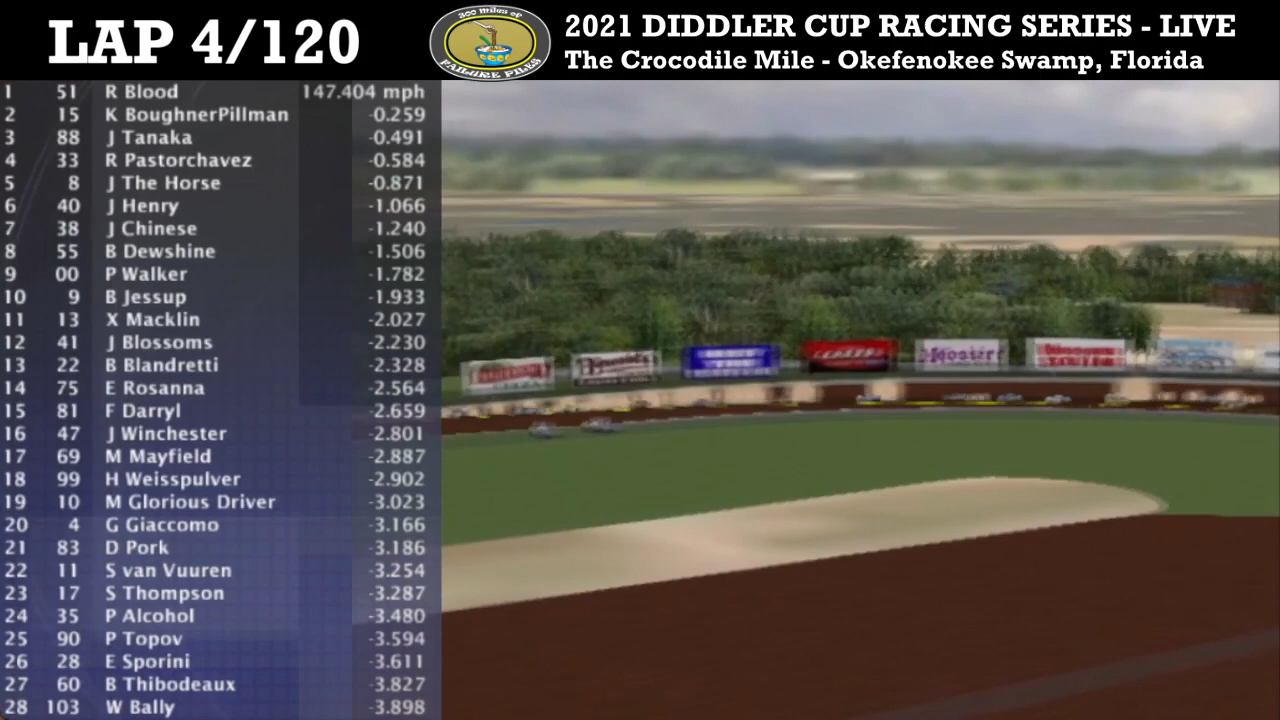 LAP 4/120
300 Miles of
FAILURE PILES
2021 DIDDLER CUP RACING SERIES - LIVE
The Crocodile Mile - Okefenokee Swamp, Florida
1 51 R Blood 147.404 mph
2 15 K BoughnerPillman -0.259
3 88 J Tanaka -0.491
4 33 R Pastorchavez -0.584
5 8 J The Horse -0.871
6 40 J Henry -1.066
7 38 J Chinese -1.240
8 55 B Dewshine -1.506
9 00 P Walker -1.782
10 9 B Jessup -1.933
11 13 X Macklin -2.027
12 41 J Blossoms -2.230
13 22 B Blandretti -2.328
14 75 E Rosanna -2.564
15 81 F Darryl -2.659
16 47 J Winchester -2.801
17 69 M Mayfield -2.887
18 99 H Weisspulver -2.902
19 10 M Glorious Driver -3.023
20 4 G Giaccomo -3.166
21 83 D Pork -3.186
22 11 S van Vuuren -3.254
23 17 S Thompson -3.287
24 35 P Alcohol -3.480
25 90 P Topov -3.594
26 28 E Sporini -3.611
27 60 B Thibodeaux -3.827
28 103 W Bally -3.898
Hoosier